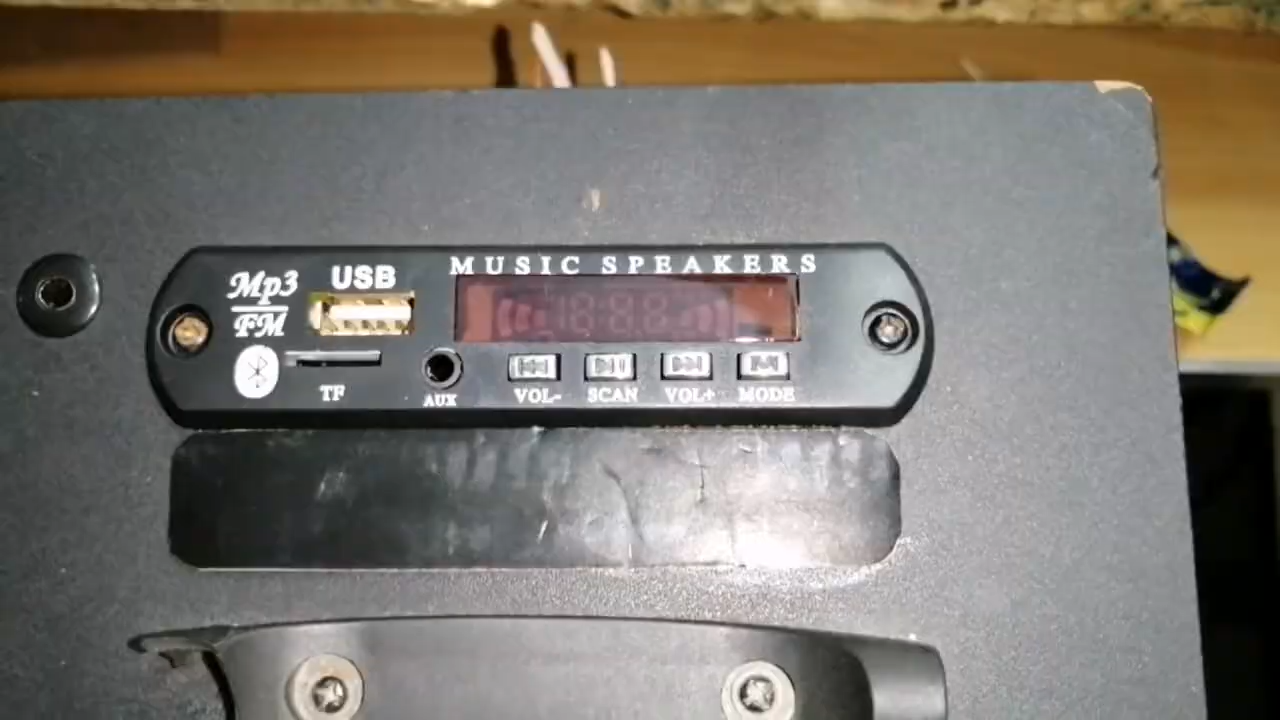 MUSIC SPEAKERS
Mp3
FM
USB
TF
AUX
VOL-
SCAN
VOL+
MODE
M